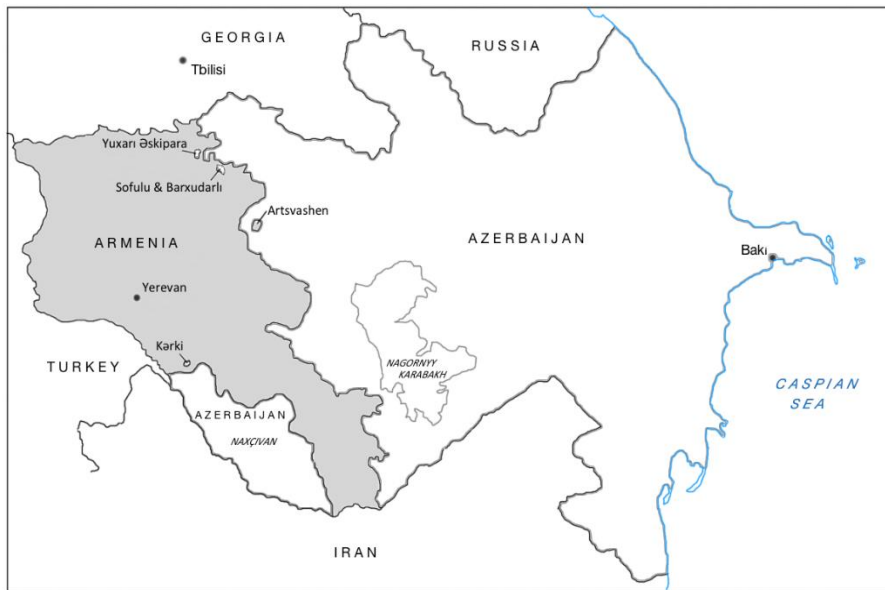 GEORGIA
RUSSIA
Tbilisi
Yuxarı Əskipara
Sofulu & Barxudarlı
Artsvashen
ARMENIA
AZERBAIJAN
Bakı
Yerevan
Kərki
TURKEY
NAGORNYY
KARABAKH
CASPIAN
SEA
AZERBAIJAN
NAXÇIVAN
IRAN